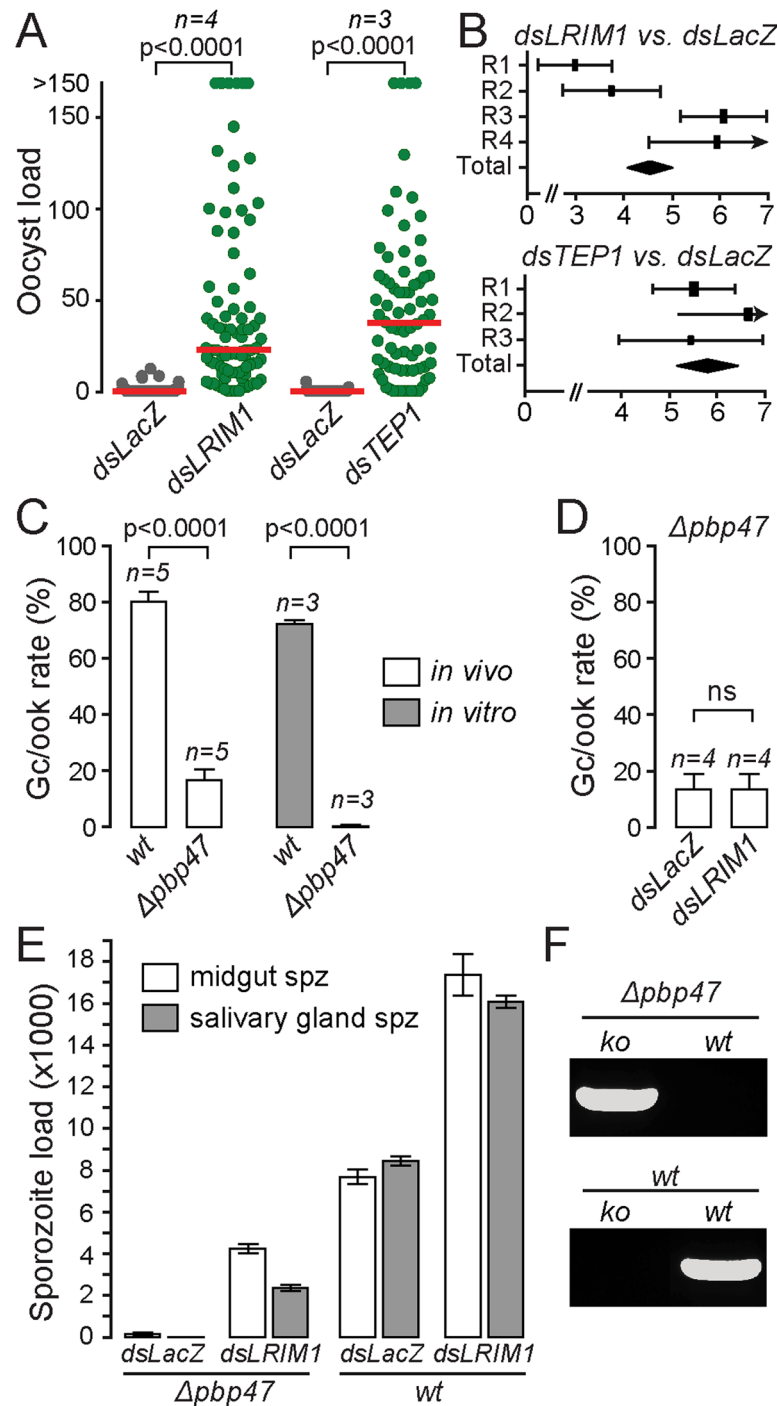 A
n=4
n=3
p<0.0001
p<0.0001
>150
150
100
50
0
Oocyst load
dsLacZ
dsLRIM1
dsLacZ
dsTEP1
B
dsLRIM1 vs. dsLacZ
R1
R2
R3
R4
Total
0 // 3 4 5 6 7
dsTEP1 vs. dsLacZ
R1
R2
R3
Total
0 // 4 5 6 7
C
p<0.0001
p<0.0001
100
80
60
40
20
0
Gc/ook rate (%)
n=5
n=5
n=3
n=3
wt
Δpbp47
wt
Δpbp47
in vivo
in vitro
D
Δpbp47
100
80
60
40
20
0
Gc/ook rate (%)
ns
n=4
n=4
dsLacZ
dsLRIM1
E
midgut spz
salivary gland spz
18
16
14
12
10
8
6
4
2
0
Sporozoite load (x1000)
dsLacZ
dsLRIM1
dsLacZ
dsLRIM1
Δpbp47
wt
F
Δpbp47
ko wt
wt
ko wt